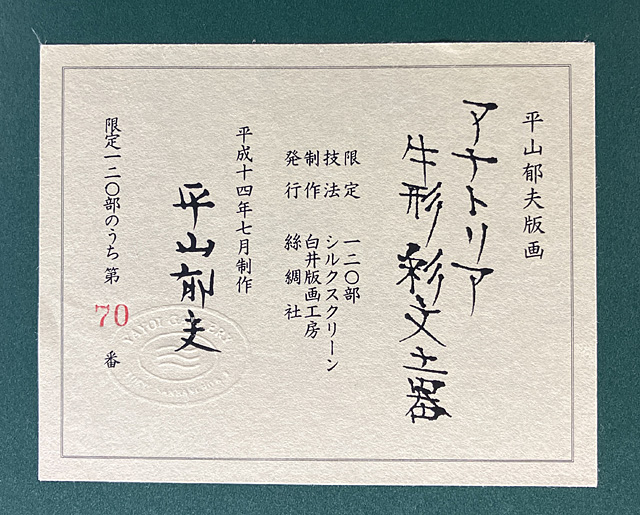 平山郁夫版画
アナトリア
牛形彩文土器
限定 一二〇部
技法 シルクスクリーン
制作 白井版画工房
発行 絲綢社
平成十四年七月制作
平山郁夫
限定一二〇部のうち第 70 番